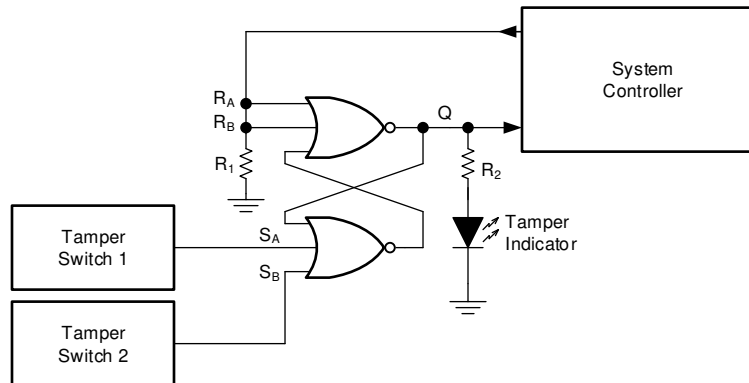 System
Controller
R_A
R_B
Q
R_1
R_2
Tamper
Switch 1
S_A
Tamper
Indicator
S_B
Tamper
Switch 2